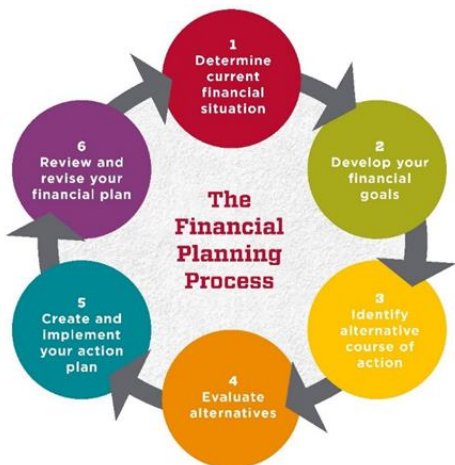 1
Determine
current
financial
situation
2
Develop your
financial
goals
3
Identify
alternative
course of
action
4
Evaluate
alternatives
5
Create and
implement
your action
plan
6
Review and
revise your
financial plan
The
Financial
Planning
Process